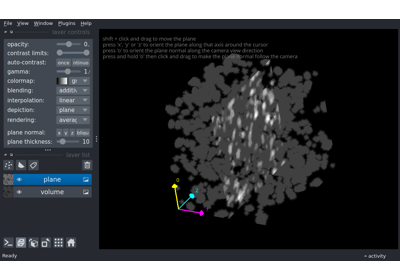 File View Window Plugins Help
layer controls
opacity: 0.
contrast limits:
auto-contrast: once
gamma: 1.
colormap: gr
blending: additi
interpolation: linear
depiction: plane
rendering: averag
plane normal: x y z
plane thickness: 10
layer list
plane
volume
Ready
activity
shift + click and drag to move the plane
press 'x', 'y' or 'z' to orient the plane along that axis around the cursor
press 'o' to orient the plane normal along the camera view direction
press and hold 'o' then click and drag to make the plane normal follow the camera
0
2